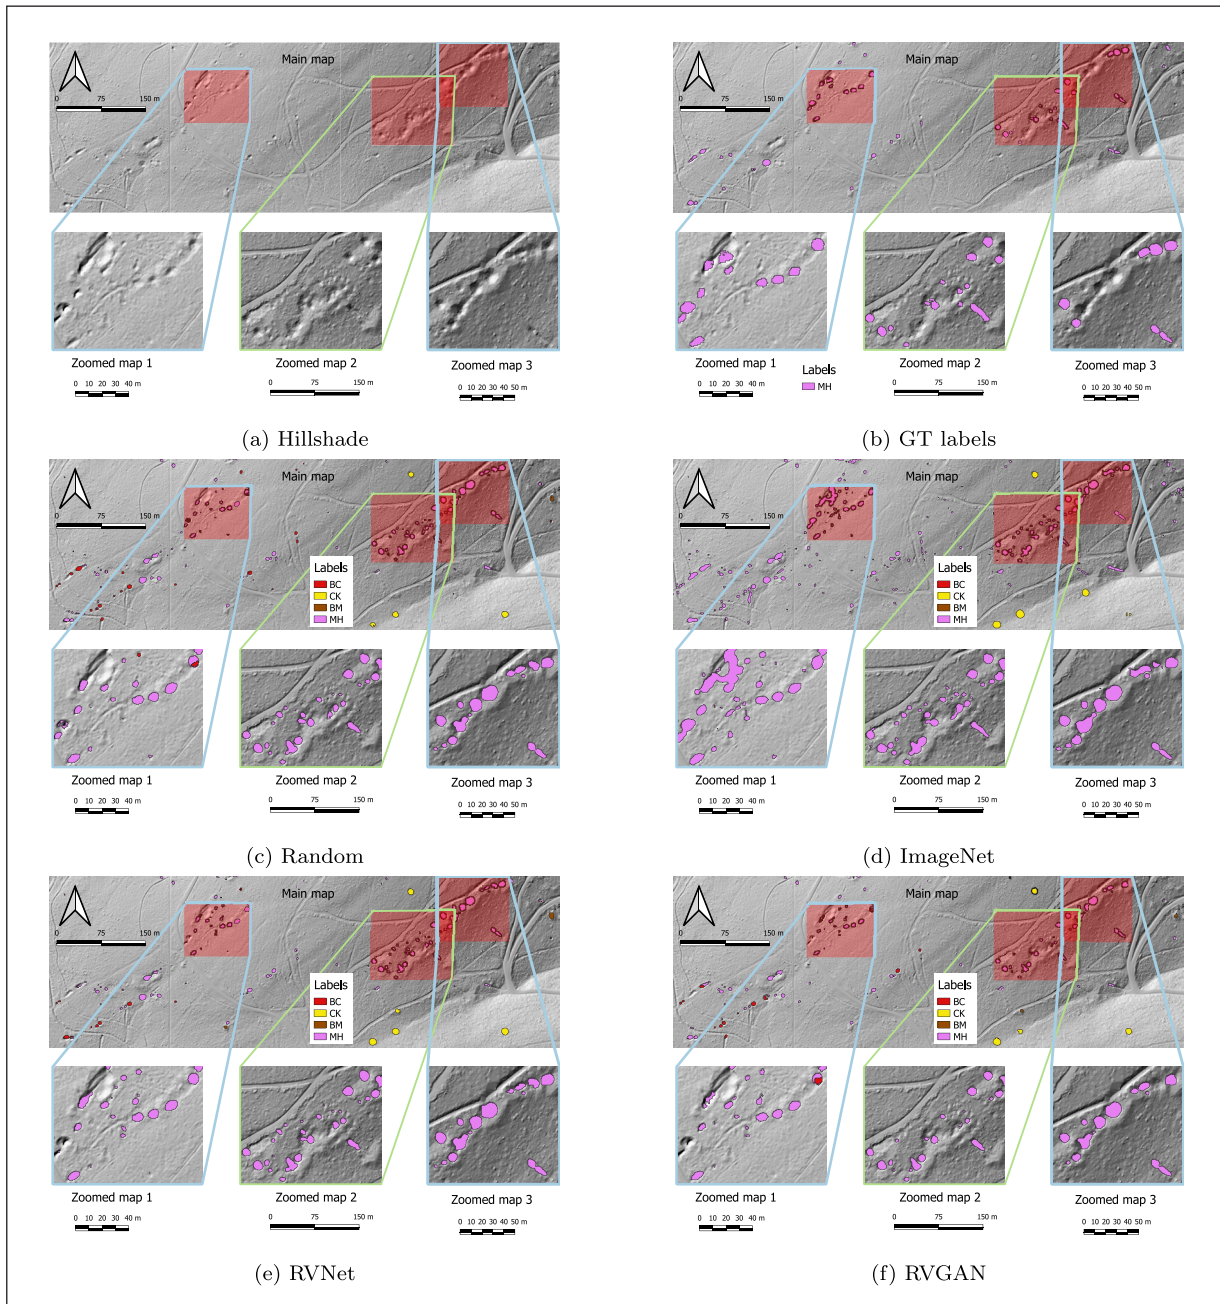 Main map
0 75 150 m
Zoomed map 1
Zoomed map 2
Zoomed map 3
0 10 20 30 40 m
0 75 150 m
0 10 20 30 40 50 m
(a) Hillshade
Main map
0 75 150 m
Zoomed map 1
Zoomed map 2
Zoomed map 3
Labels
MH
0 10 20 30 40 m
0 75 150 m
0 10 20 30 40 50 m
(b) GT labels
Main map
0 75 150 m
Labels
BC
CK
BM
MH
Zoomed map 1
Zoomed map 2
Zoomed map 3
0 10 20 30 40 m
0 75 150 m
0 10 20 30 40 50 m
(c) Random
Main map
0 75 150 m
Labels
BC
CK
BM
MH
Zoomed map 1
Zoomed map 2
Zoomed map 3
0 10 20 30 40 m
0 75 150 m
0 10 20 30 40 50 m
(d) ImageNet
Main map
0 75 150 m
Labels
BC
CK
BM
MH
Zoomed map 1
Zoomed map 2
Zoomed map 3
0 10 20 30 40 m
0 75 150 m
0 10 20 30 40 50 m
(e) RVNet
Main map
0 75 150 m
Labels
BC
CK
BM
MH
Zoomed map 1
Zoomed map 2
Zoomed map 3
0 10 20 30 40 m
0 75 150 m
0 10 20 30 40 50 m
(f) RVGAN